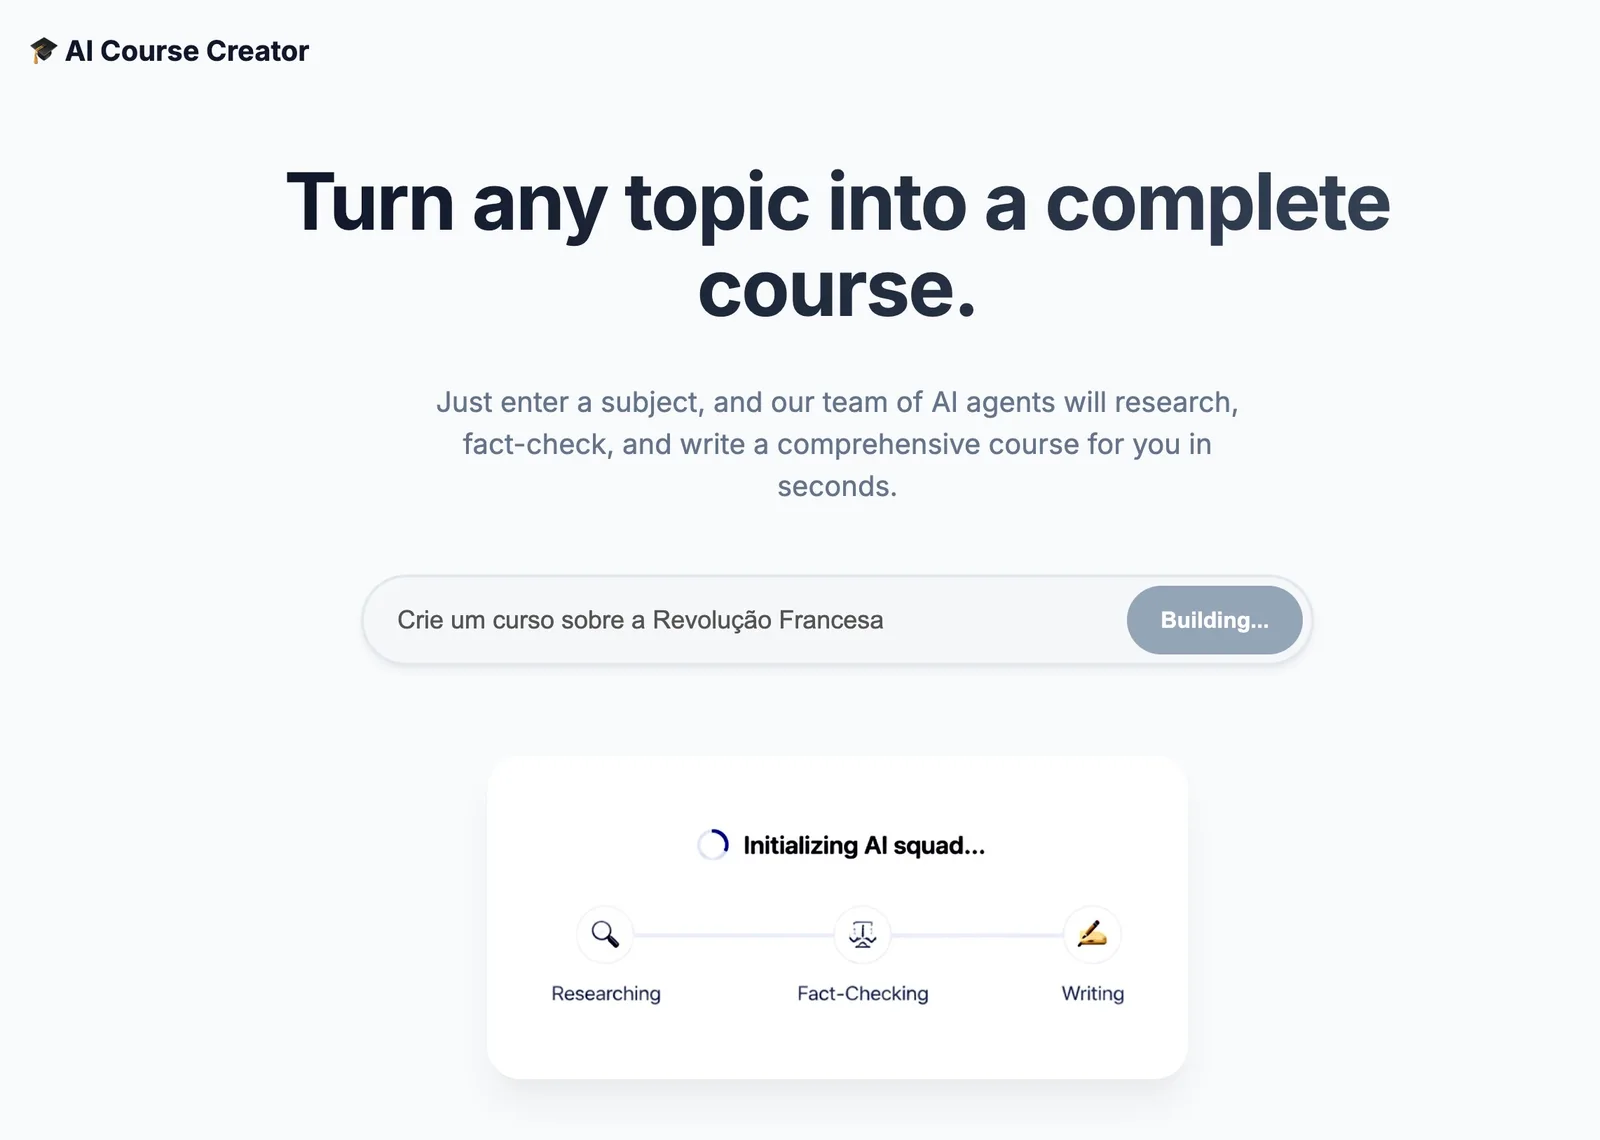 AI Course Creator
Turn any topic into a complete
course.
Just enter a subject, and our team of AI agents will research,
fact-check, and write a comprehensive course for you in
seconds.
Crie um curso sobre a Revolução Francesa
Building...
Initializing AI squad...
Researching
Fact-Checking
Writing